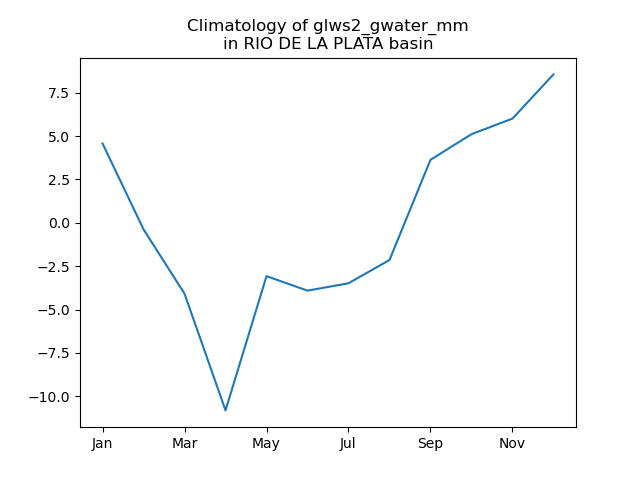 Climatology of glws2_gwater_mm
in RIO DE LA PLATA basin
7.5
5.0
2.5
0.0
−2.5
−5.0
−7.5
−10.0
Jan Mar May Jul Sep Nov